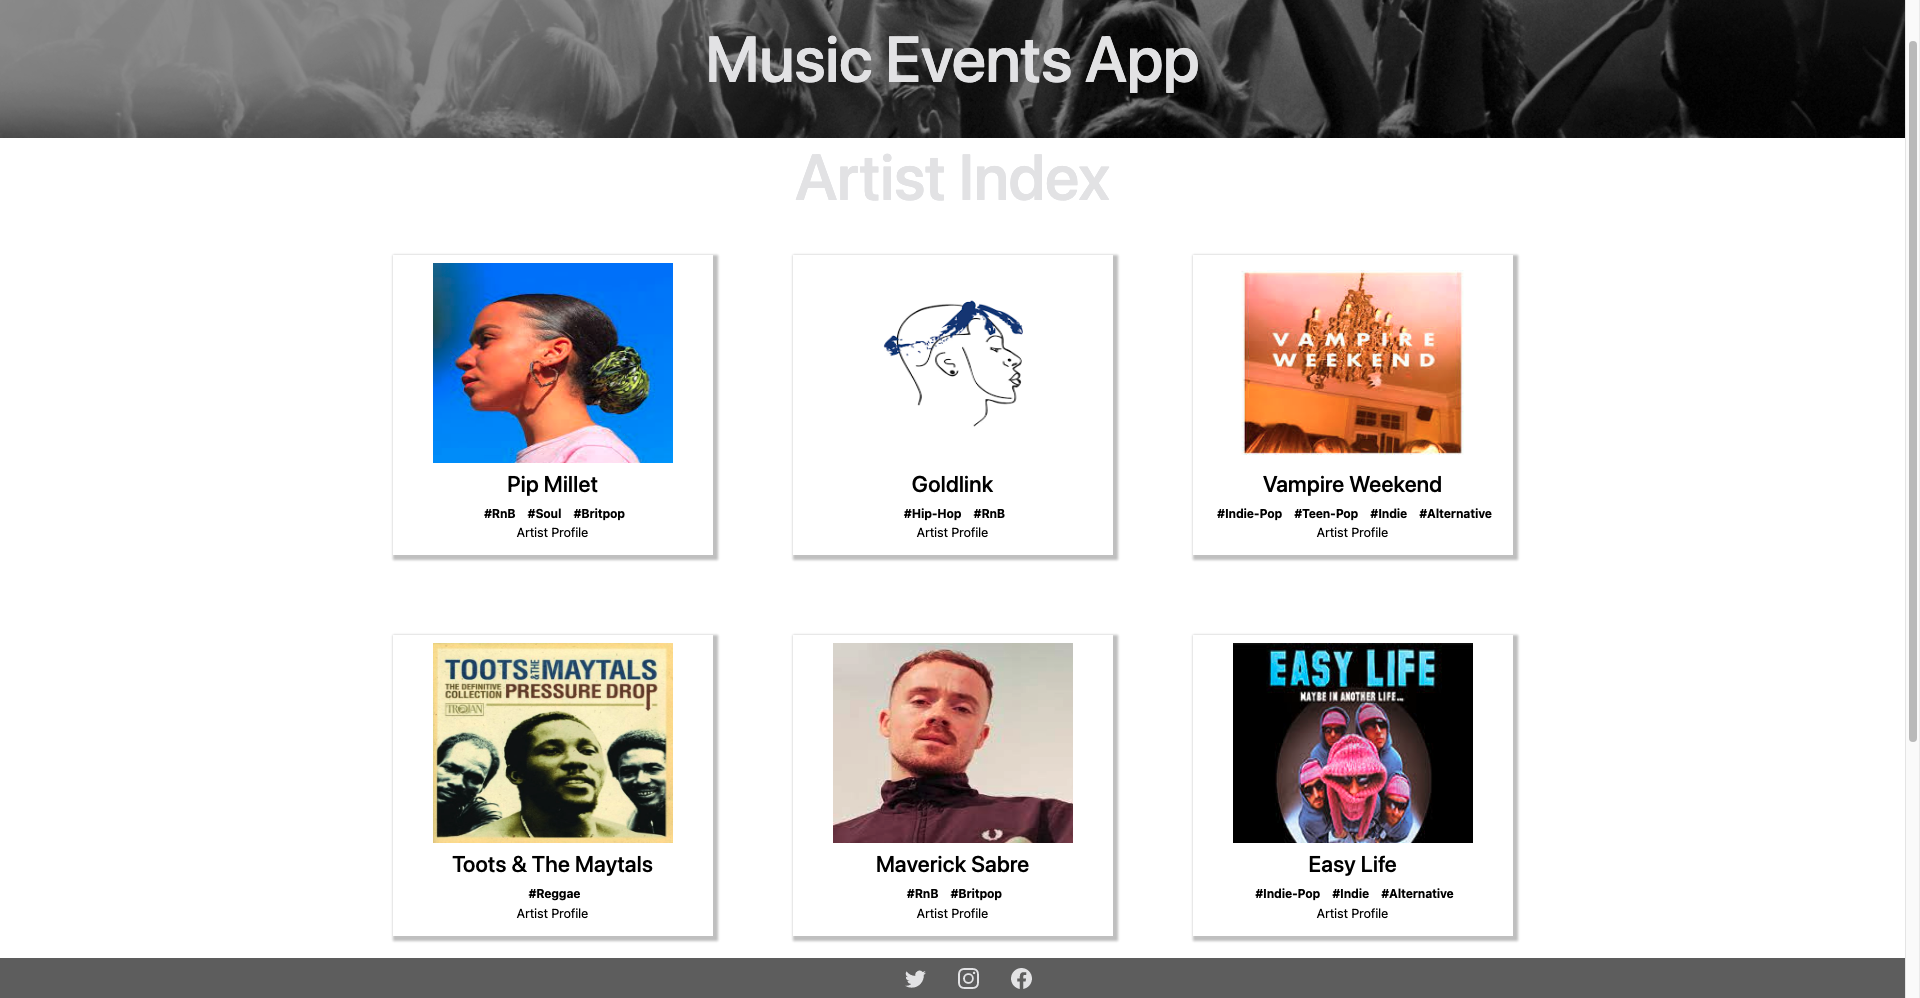 Music Events App
Artist Index
VAMPIRE
WEEKEND
Pip Millet
#RnB #Soul #Britpop
Artist Profile
Goldlink
#Hip-Hop #RnB
Artist Profile
Vampire Weekend
#Indie-Pop #Teen-Pop #Indie #Alternative
Artist Profile
TOOTS & THE MAYTALS
THE DEFINITIVE
COLLECTION PRESSURE DROP
TROJAN
EASY LIFE
MAYBE IN ANOTHER LIFE...
Toots & The Maytals
#Reggae
Artist Profile
Maverick Sabre
#RnB #Britpop
Artist Profile
Easy Life
#Indie-Pop #Indie #Alternative
Artist Profile